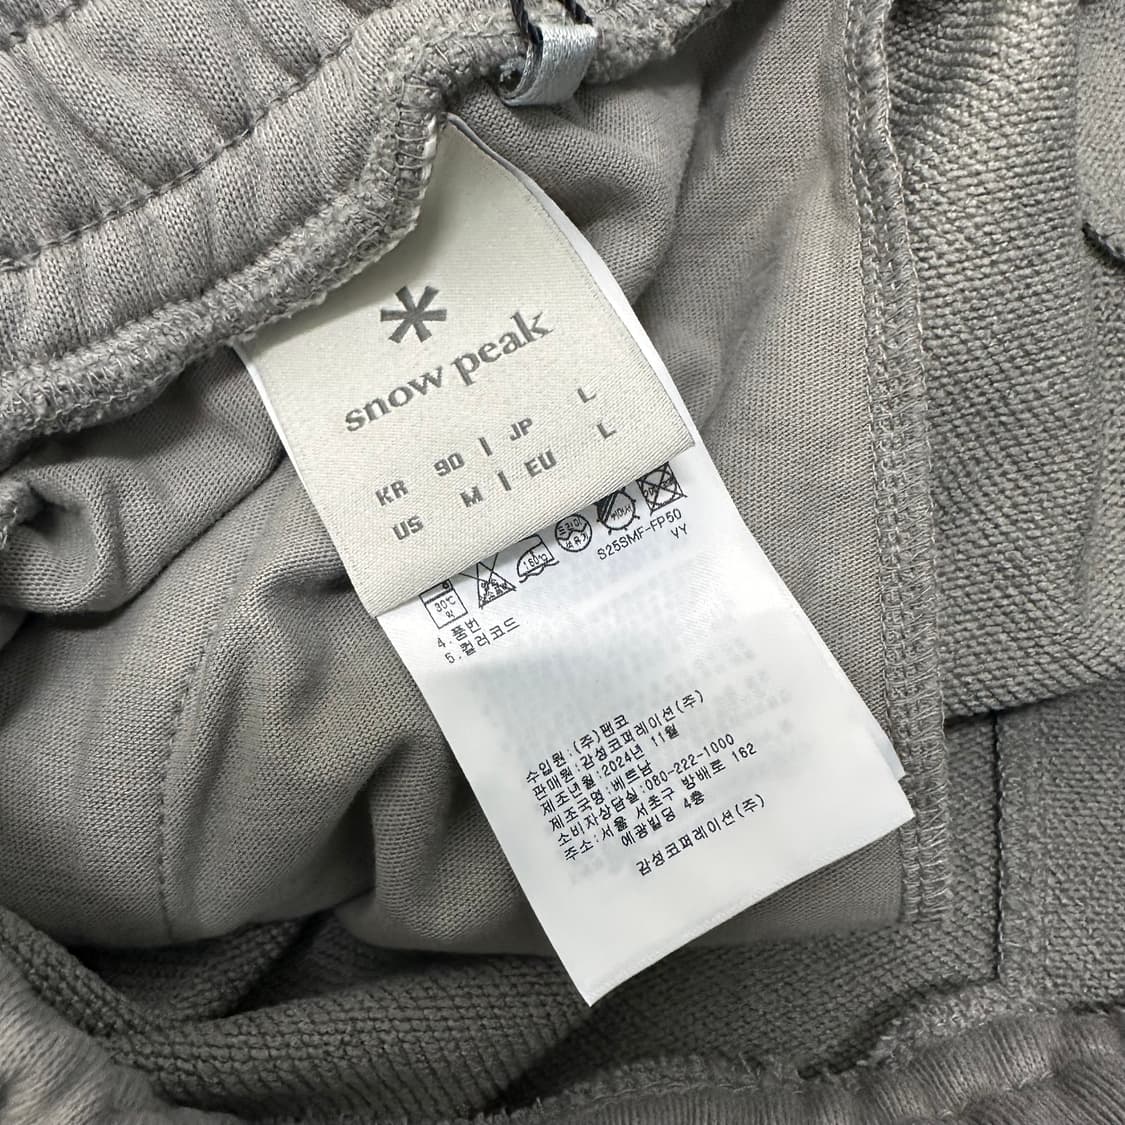 snow peak
KR 90 | JP L
US M | EU L
30℃
160℃
4.품번 S25SMF-FP50
5.컬러코드 VY
수입원:(주)팬코
판매원:감성코퍼레이션(주)
제조년월:2024년 11월
제조국명:베트남
소비자상담실:080-222-1000
주소:서울 서초구 방배로 162
에광빌딩 4층
감성코퍼레이션(주)